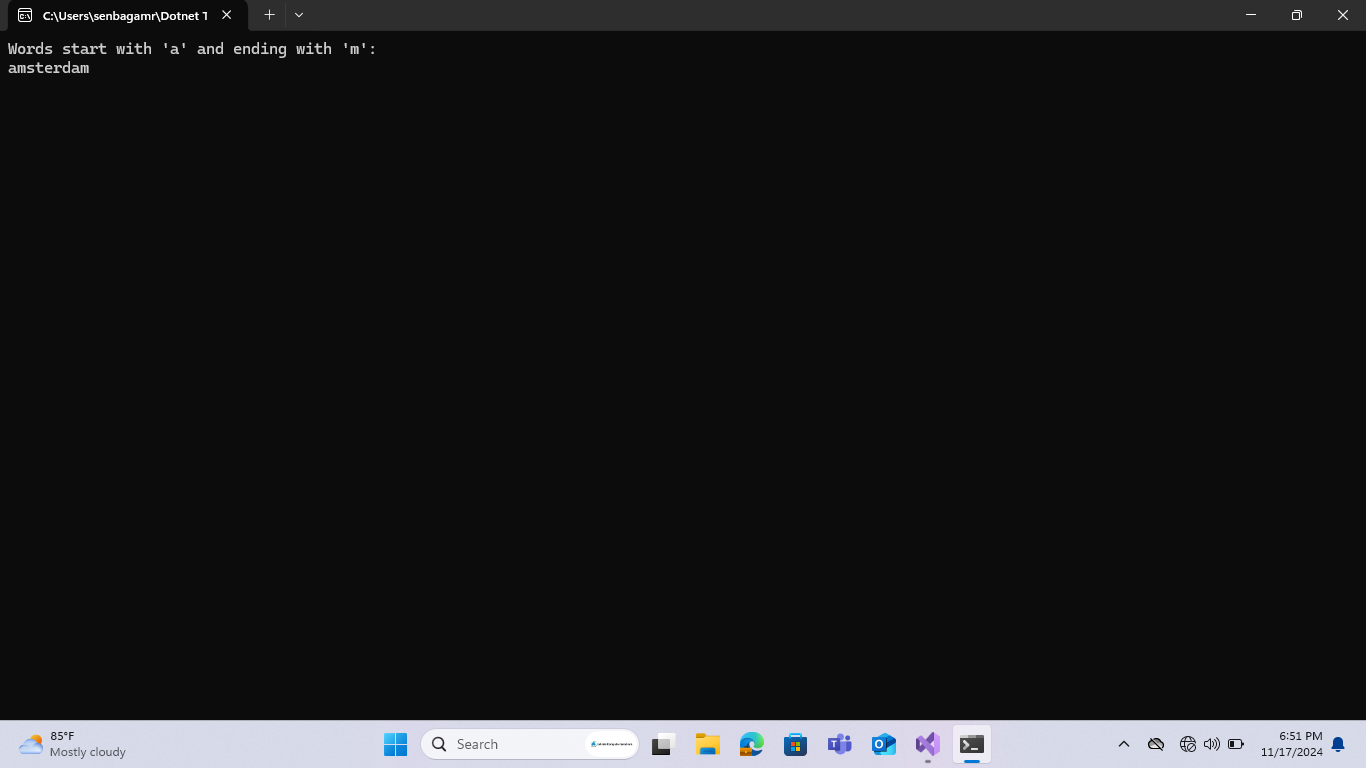 C:\Users\senbagamr\Dotnet T
Words start with 'a' and ending with 'm':
amsterdam
85°F
Mostly cloudy
Search
6:51 PM
11/17/2024